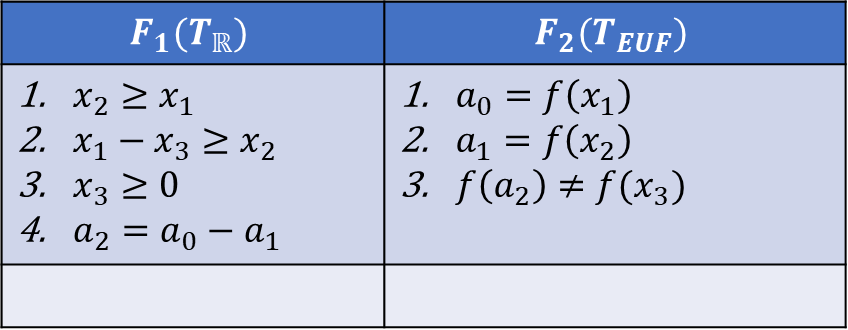 F₁(Tℝ)
F₂(T_EUF)
1. x₂ ≥ x₁
2. x₁ − x₃ ≥ x₂
3. x₃ ≥ 0
4. a₂ = a₀ − a₁
1. a₀ = f(x₁)
2. a₁ = f(x₂)
3. f(a₂) ≠ f(x₃)